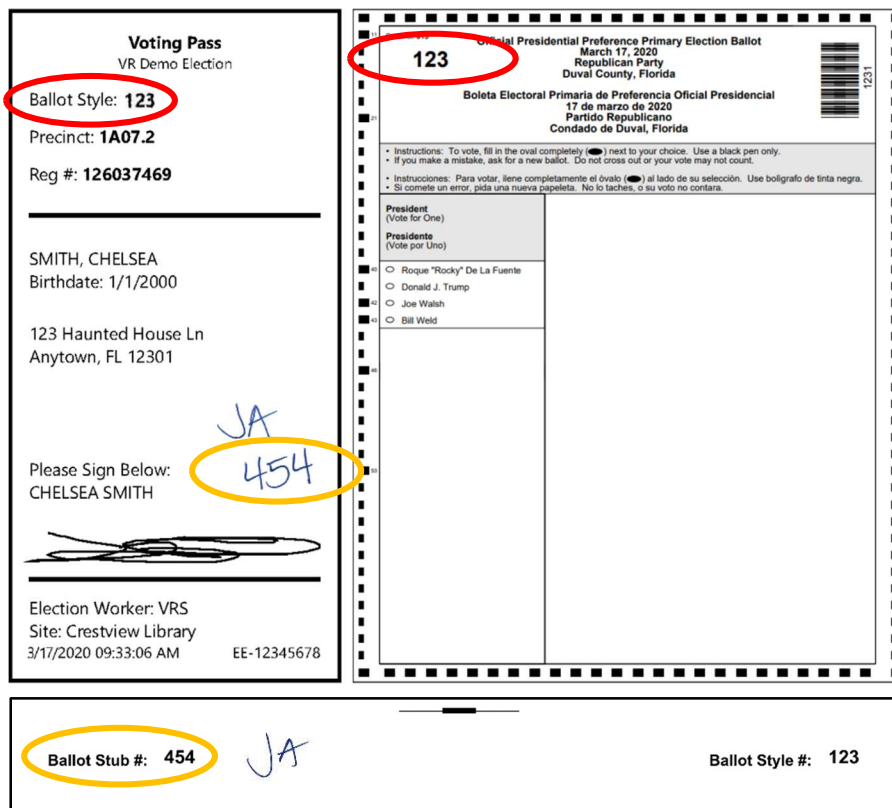 Voting Pass
VR Demo Election
Ballot Style: 123
Precinct: 1A07.2
Reg #: 126037469
SMITH, CHELSEA
Birthdate: 1/1/2000
123 Haunted House Ln
Anytown, FL 12301
JA
454
Please Sign Below:
CHELSEA SMITH
Election Worker: VRS
Site: Crestview Library
3/17/2020 09:33:06 AM EE-12345678
11
123
Official Presidential Preference Primary Election Ballot
March 17, 2020
Republican Party
Duval County, Florida
Boleta Electoral Primaria de Preferencia Oficial Presidencial
17 de marzo de 2020
Partido Republicano
Condado de Duval, Florida
1231
21
• Instructions: To vote, fill in the oval completely () next to your choice. Use a black pen only.
• If you make a mistake, ask for a new ballot. Do not cross out or your vote may not count.
• Instrucciones: Para votar, llene completamente el óvalo () al lado de su selección. Use boligrafo de tinta negra.
• Si comete un error, pida una nueva papeleta. No lo taches, o su voto no contara.
President
(Vote for One)
Presidente
(Vote por Uno)
40 Roque "Rocky" De La Fuente
Donald J. Trump
42 Joe Walsh
43 Bill Weld
46
53
Ballot Stub #: 454 JA Ballot Style #: 123